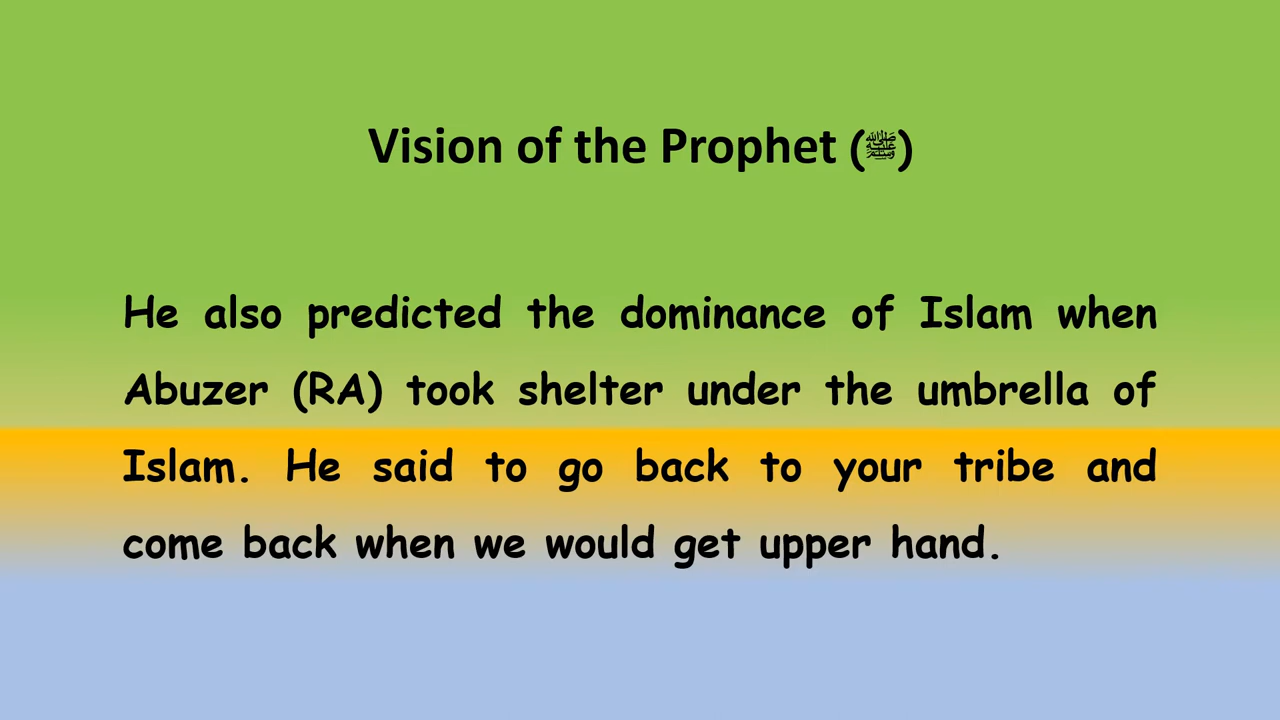 Vision of the Prophet (ﷺ)
He also predicted the dominance of Islam when
Abuzer (RA) took shelter under the umbrella of
Islam. He said to go back to your tribe and
come back when we would get upper hand.